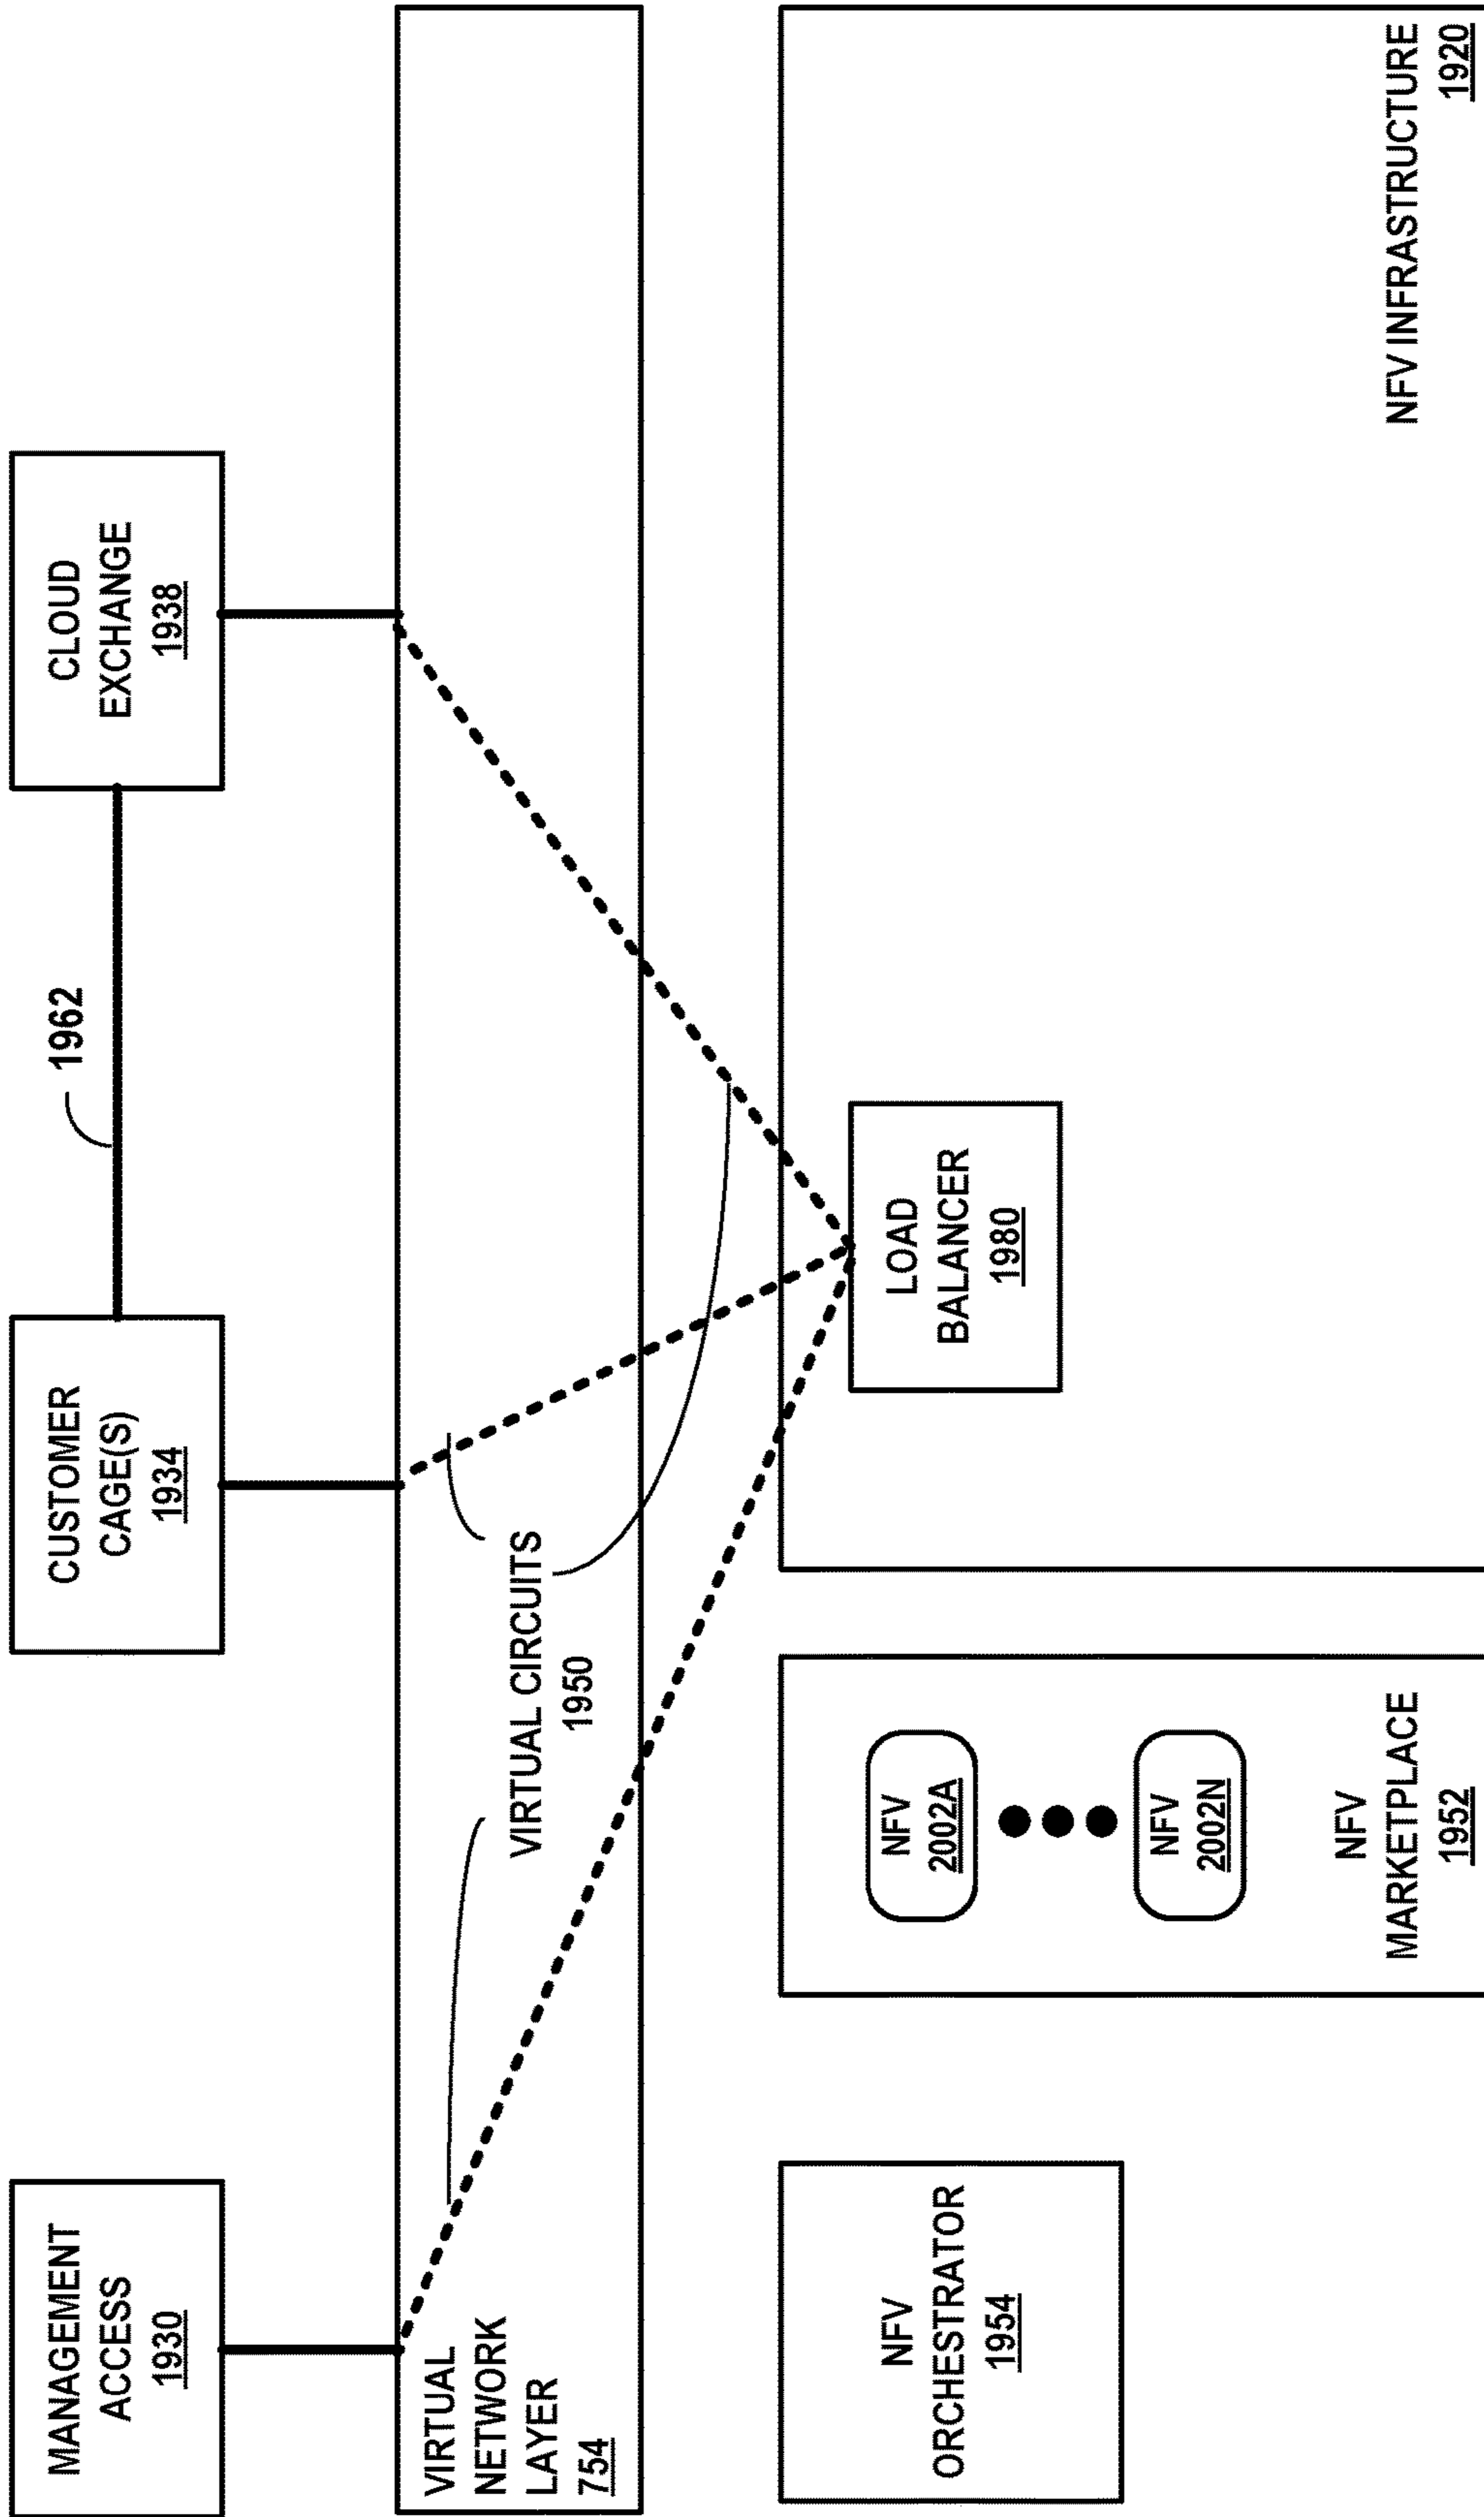 MANAGEMENT
ACCESS
1930
CUSTOMER
CAGE(S)
1934
1962
CLOUD
EXCHANGE
1938
VIRTUAL
NETWORK
LAYER
754
VIRTUAL CIRCUITS
1950
NFV
ORCHESTRATOR
1954
NFV
2002A
NFV
2002N
NFV
MARKETPLACE
1952
LOAD
BALANCER
1980
NFV INFRASTRUCTURE
1920